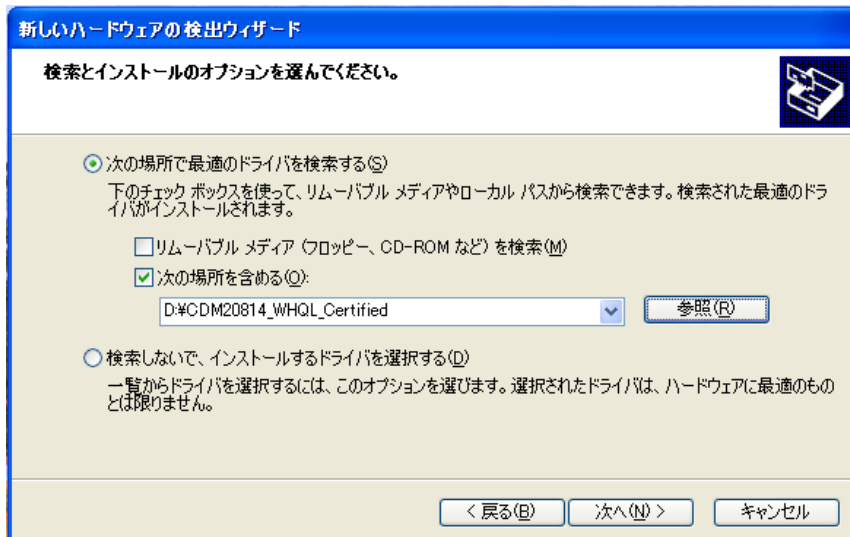 新しいハードウェアの検出ウィザード
検索とインストールのオプションを選んでください。
次の場所で最適のドライバを検索する(S)
下のチェック ボックスを使って、リムーバブル メディアやローカル パスから検索できます。検索された最適のドラ
イバがインストールされます。
リムーバブル メディア (フロッピー、CD-ROM など) を検索(M)
次の場所を含める(O):
D:¥CDM20814_WHQL_Certified
参照(R)
検索しないで、インストールするドライバを選択する(D)
一覧からドライバを選択するには、このオプションを選びます。選択されたドライバは、ハードウェアに最適のもの
とは限りません。
< 戻る(B)
次へ(N) >
キャンセル